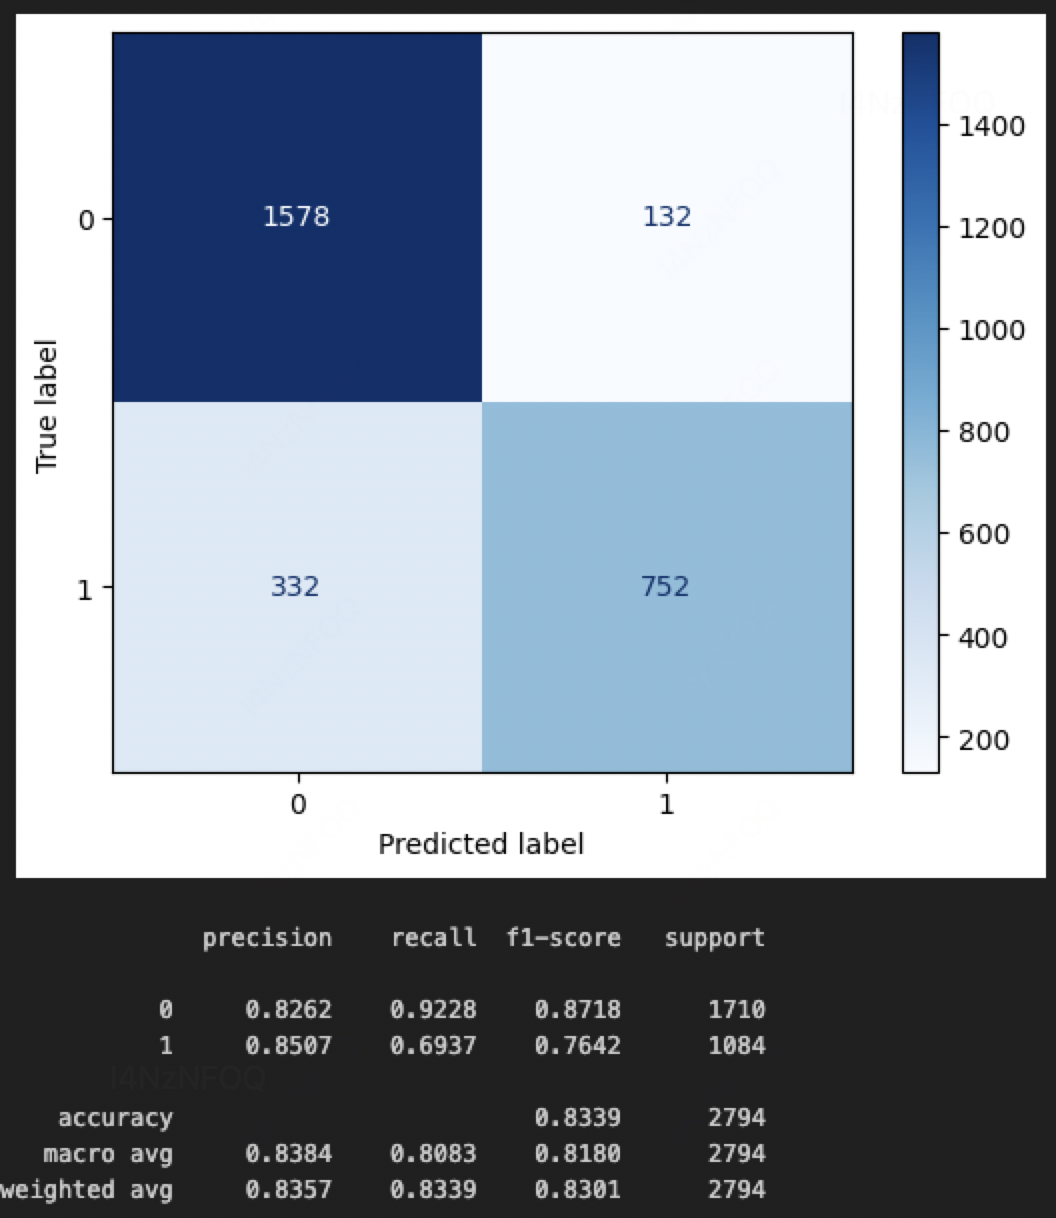 1578 132
332 752
0
1
True label
0 1
Predicted label
1400
1200
1000
800
600
400
200
precision recall f1-score support
0 0.8262 0.9228 0.8718 1710
1 0.8507 0.6937 0.7642 1084
I4NzNFOQ
accuracy 0.8339 2794
macro avg 0.8384 0.8083 0.8180 2794
weighted avg 0.8357 0.8339 0.8301 2794